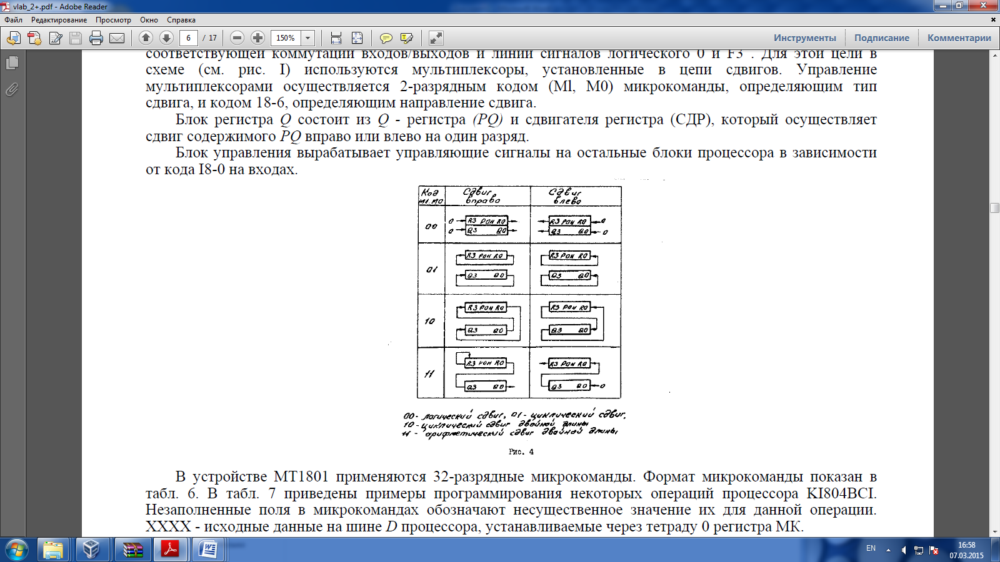 vlab_2+.pdf - Adobe Reader
Файл Редактирование Просмотр Окно Справка
6 / 17 150% Инструменты Подписание Комментарии
соответствующей коммутации входов/выходов и линии сигналов логического 0 и F3 . Для этой цели в
схеме (см. рис. I) используются мультиплексоры, установленные в цепи сдвигов. Управление
мультиплексорами осуществляется 2-разрядным кодом (Ml, M0) микрокоманды, определяющим тип
сдвига, и кодом 18-6, определяющим направление сдвига.
Блок регистра Q состоит из Q - регистра (PQ) и сдвигателя регистра (СДР), который осуществляет
сдвиг содержимого PQ вправо или влево на один разряд.
Блок управления вырабатывает управляющие сигналы на остальные блоки процессора в зависимости
от кода I8-0 на входах.
Код Сдвиг Сдвиг
M1.M0 вправо влево
00 0 R3 РОН R0 R3 РОН R0 0
0 Q3 Q0 Q3 Q0 0
R3 РОН R0 R3 РОН R0
01 Q3 Q0 Q3 Q0
R3 РОН R0 R3 РОН R0
10 Q3 Q0 Q3 Q0
R3 РОН R0 R3 РОН R0
11 Q3 Q0 Q3 Q0 0
00- логический сдвиг, 01- циклический сдвиг,
10 - циклический сдвиг двойной длины
11 - арифметический сдвиг двойной длины
Рис. 4
В устройстве МТ1801 применяются 32-разрядные микрокоманды. Формат микрокоманды показан в
табл. 6. В табл. 7 приведены примеры программирования некоторых операций процессора KI804BCI.
Незаполненные поля в микрокомандах обозначают несущественное значение их для данной операции.
XXXX - исходные данные на шине D процессора, устанавливаемые через тетраду 0 регистра МК.
EN 16:58
07.03.2015